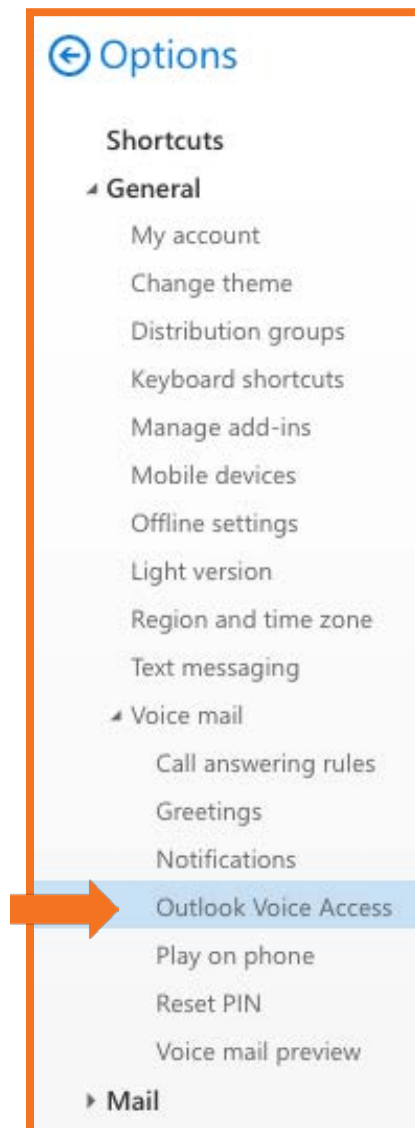 Options
Shortcuts
General
My account
Change theme
Distribution groups
Keyboard shortcuts
Manage add-ins
Mobile devices
Offline settings
Light version
Region and time zone
Text messaging
Voice mail
Call answering rules
Greetings
Notifications
Outlook Voice Access
Play on phone
Reset PIN
Voice mail preview
Mail